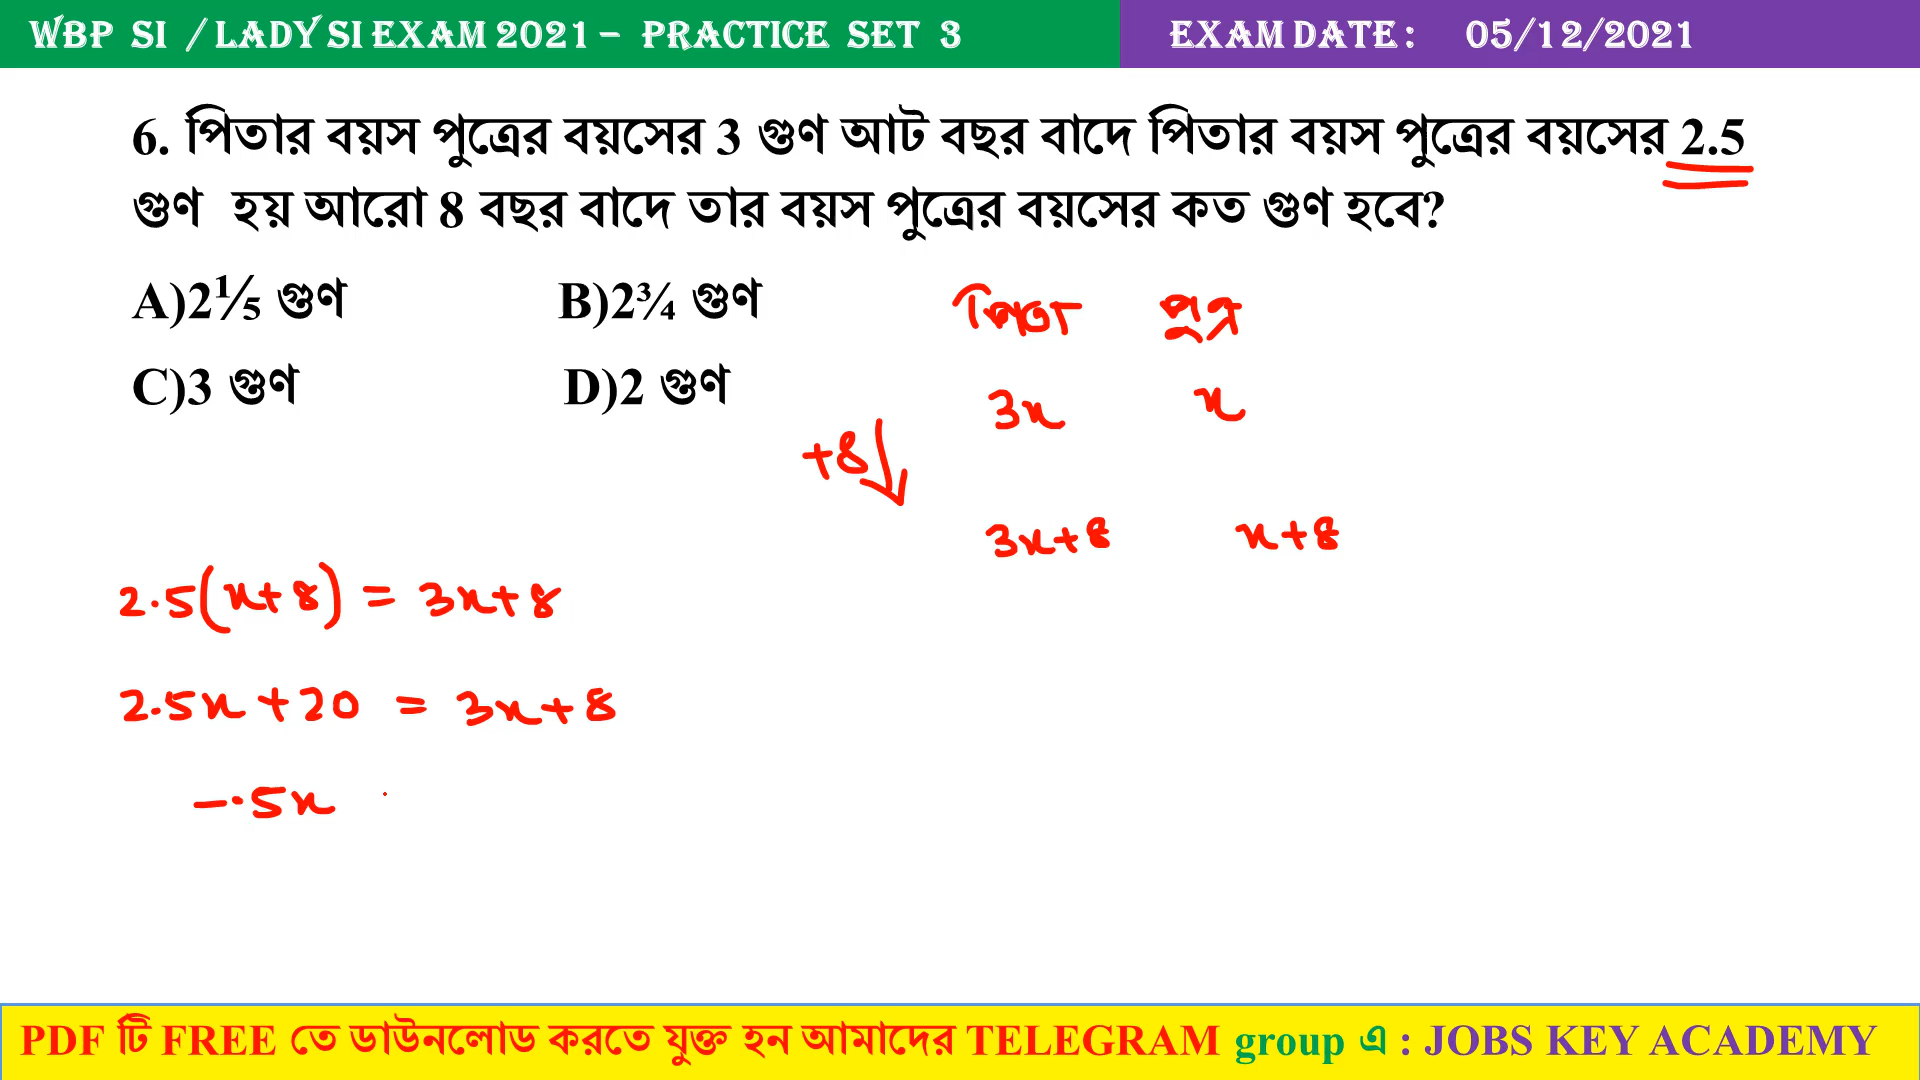 WBP SI / LADY SI EXAM 2021 – PRACTICE SET 3
EXAM DATE : 05/12/2021
6. পিতার বয়স পুত্রের বয়সের 3 গুণ আট বছর বাদে পিতার বয়স পুত্রের বয়সের 2.5
গুণ হয় আরো 8 বছর বাদে তার বয়স পুত্রের বয়সের কত গুণ হবে?
A)2⅕ গুণ B)2¾ গুণ
C)3 গুণ D)2 গুণ
পিতা পুত্র
3x x
+8
3x+8 x+8
2.5(x+8) = 3x+8
2.5x+20 = 3x+8
-.5x
PDF টি FREE তে ডাউনলোড করতে যুক্ত হন আমাদের TELEGRAM group এ : JOBS KEY ACADEMY